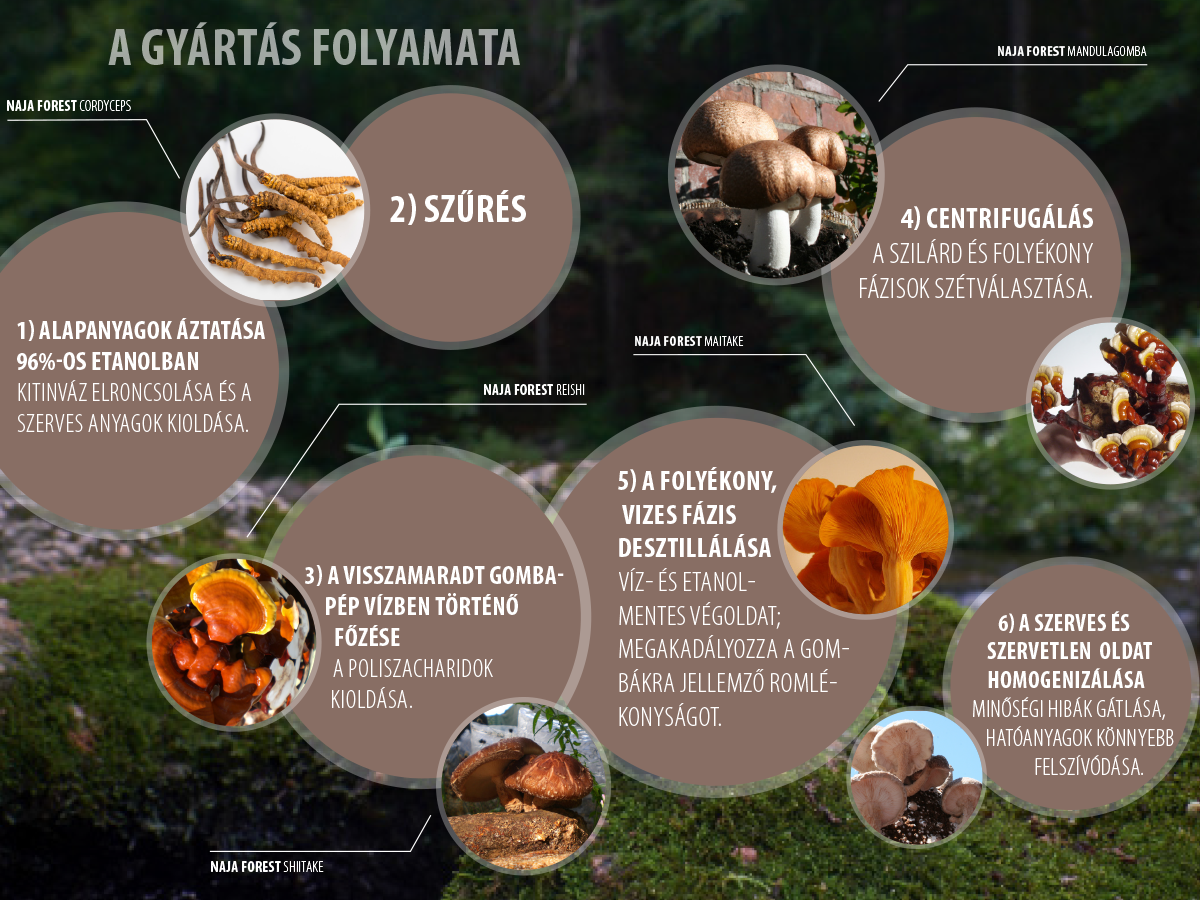 A GYÁRTÁS FOLYAMATA
NAJA FOREST CORDYCEPS
1) ALAPANYAGOK ÁZTATÁSA
96%-OS ETANOLBAN
KITINVÁZ ELRONCSOLÁSA ÉS A
SZERVES ANYAGOK KIOLDÁSA.
2) SZŰRÉS
NAJA FOREST REISHI
3) A VISSZAMARADT GOMBA-
PÉP VÍZBEN TÖRTÉNŐ
FŐZÉSE
A POLISZACHARIDOK
KIOLDÁSA.
NAJA FOREST SHIITAKE
NAJA FOREST MANDULAGOMBA
4) CENTRIFUGÁLÁS
A SZILÁRD ÉS FOLYÉKONY
FÁZISOK SZÉTVÁLASZTÁSA.
NAJA FOREST MAITAKE
5) A FOLYÉKONY,
VIZES FÁZIS
DESZTILLÁLÁSA
VÍZ- ÉS ETANOL-
MENTES VÉGOLDAT;
MEGAKADÁLYOZZA A GOM-
BÁKRA JELLEMZŐ ROMLÉ-
KONYSÁGOT.
6) A SZERVES ÉS
SZERVETLEN OLDAT
HOMOGENIZÁLÁSA
MINŐSÉGI HIBÁK GÁTLÁSA,
HATÓANYAGOK KÖNNYEBB
FELSZÍVÓDÁSA.